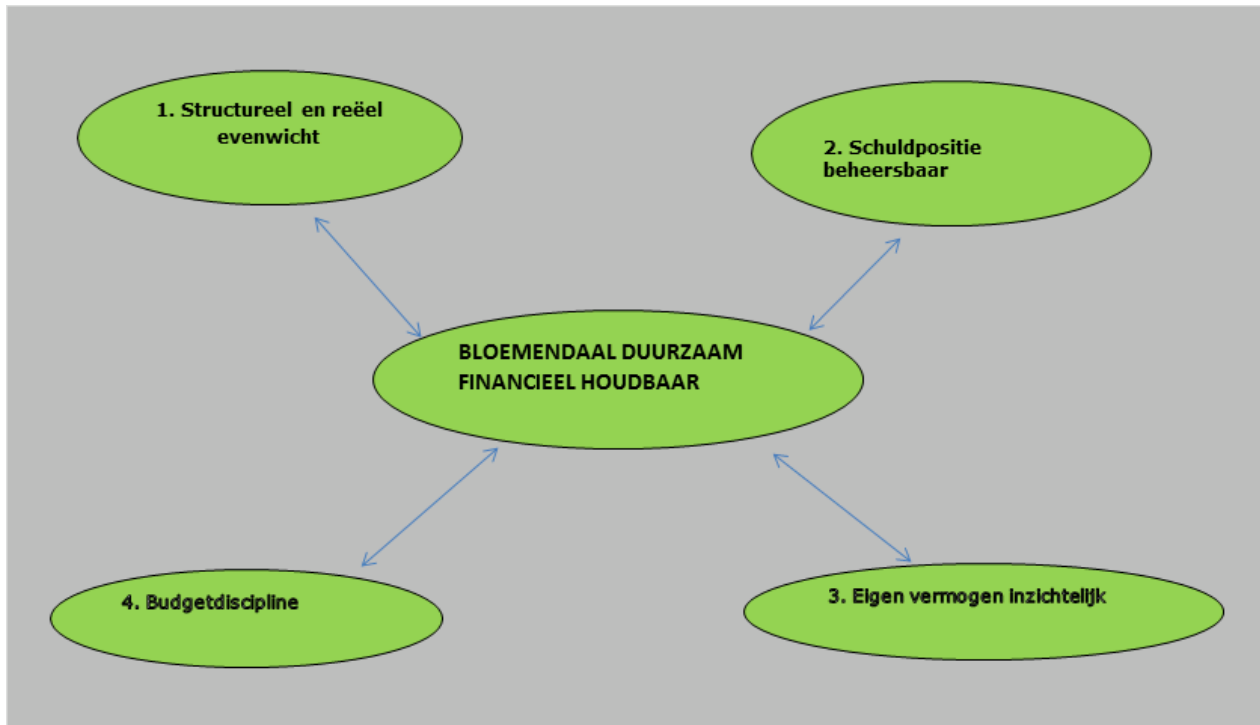 1. Structureel en reëel
evenwicht
2. Schuldpositie
beheersbaar
BLOEMENDAAL DUURZAAM
FINANCIEEL HOUDBAAR
4. Budgetdiscipline
3. Eigen vermogen inzichtelijk